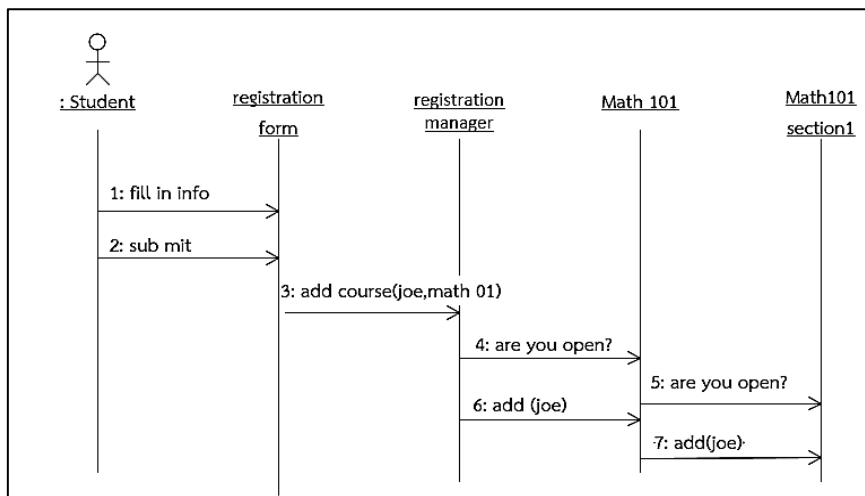 : Student
registration
form
registration
manager
Math 101
Math101
section1
1: fill in info
2: sub mit
3: add course(joe,math 01)
4: are you open?
5: are you open?
6: add (joe)
7: add(joe)